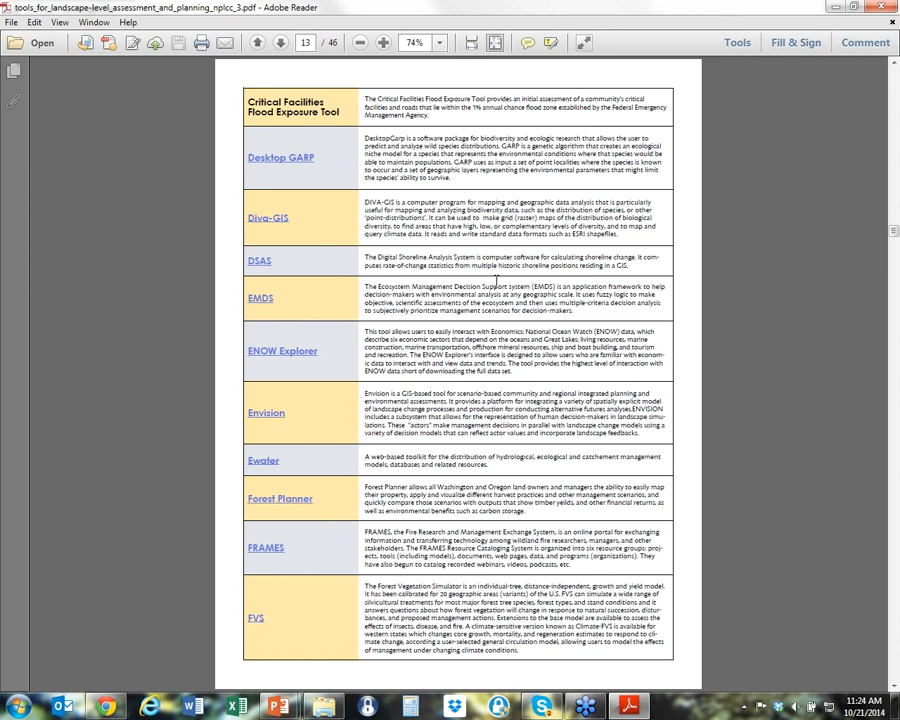 tools_for_landscape-level_assessment_and_planning_nplcc_3.pdf - Adobe Reader
File Edit View Window Help
Open 13 / 46 74% Tools Fill & Sign Comment
Critical Facilities
Flood Exposure Tool
The Critical Facilities Flood Exposure Tool provides an initial assessment of a community's critical
facilities and roads that lie within the 1% annual chance flood zone established by the Federal Emergency
Management Agency.
Desktop GARP
DesktopGarp is a software package for biodiversity and ecologic research that allows the user to
predict and analyze wild species distributions. GARP is a genetic algorithm that creates an ecological
niche model for a species that represents the environmental conditions where that species would be
able to maintain populations. GARP uses as input a set of point localities where the species is known
to occur and a set of geographic layers representing the environmental parameters that might limit
the species' ability to survive.
Diva-GIS
DIVA-GIS is a computer program for mapping and geographic data analysis that is particularly
useful for mapping and analyzing biodiversity data, such as the distribution of species, or other
'point-distributions'. It can be used to make grid (raster) maps of the distribution of biological
diversity, to find areas that have high, low, or complementary levels of diversity, and to map and
query climate data. It reads and write standard data formats such as ESRI shapefiles.
DSAS
The Digital Shoreline Analysis System is computer software for calculating shoreline change. It com-
putes rate-of-change statistics from multiple historic shoreline positions residing in a GIS.
EMDS
The Ecosystem Management Decision Support system (EMDS) is an application framework to help
decision-makers with environmental analysis at any geographic scale. It uses fuzzy logic to make
objective, scientific assessments of the ecosystem and then uses multiple-criteria decision analysis
to subjectively prioritize management scenarios for decision-makers.
ENOW Explorer
This tool allows users to easily interact with Economics: National Ocean Watch (ENOW) data, which
describe six economic sectors that depend on the oceans and Great Lakes: living resources, marine
construction, marine transportation, offshore mineral resources, ship and boat building, and tourism
and recreation. The ENOW Explorer's interface is designed to allow users who are familiar with econom-
ic data to interact with and view data and trends. The tool provides the highest level of interaction with
ENOW data short of downloading the full data set.
Envision
Envision is a GIS-based tool for scenario-based community and regional integrated planning and
environmental assessments. It provides a platform for integrating a variety of spatially explicit model
of landscape change processes and production for conducting alternative futures analyses.ENVISION
includes a subsystem that allows for the representation of human decision-makers in landscape simu-
lations. These "actors" make management decisions in parallel with landscape change models using a
variety of decision models that can reflect actor values and incorporate landscape feedbacks.
Ewater
A web-based toolkit for the distribution of hydrological, ecological and catchement management
models, databases and related resources.
Forest Planner
Forest Planner allows all Washington and Oregon land owners and managers the ability to easily map
their property, apply and visualize different harvest practices and other management scenarios, and
quickly compare those scenarios with outputs that show timber yeilds, and other financial returns, as
well as environmental benefits such as carbon storage.
FRAMES
FRAMES, the Fire Research and Management Exchange System, is an online portal for exchanging
information and transferring technology among wildland fire researchers, managers, and other
stakeholders. The FRAMES Resource Cataloging System is organized into six resource groups: proj-
ects, tools (including models), documents, web pages, data, and programs (organizations). They
have also begun to catalog recorded webinars, videos, podcasts, etc.
FVS
The Forest Vegetation Simulator is an individual-tree, distance-independent, growth and yield model.
It has been calibrated for 20 geographic areas (variants) of the U.S. FVS can simulate a wide range of
silvicultural treatments for most major forest tree species, forest types, and stand conditions and it
answers questions about how forest vegetation will change in response to natural succession, distur-
bances, and proposed management actions. Extensions to the base model are available to assess the
effects of insects, disease, and fire. A climate-sensitive version known as Climate-FVS is available for
western states which changes core growth, mortality, and regeneration estimates to respond to cli-
mate change, according a user-selected general circulation model, allowing users to model the effects
of management under changing climate conditions.
11:24 AM
10/21/2014